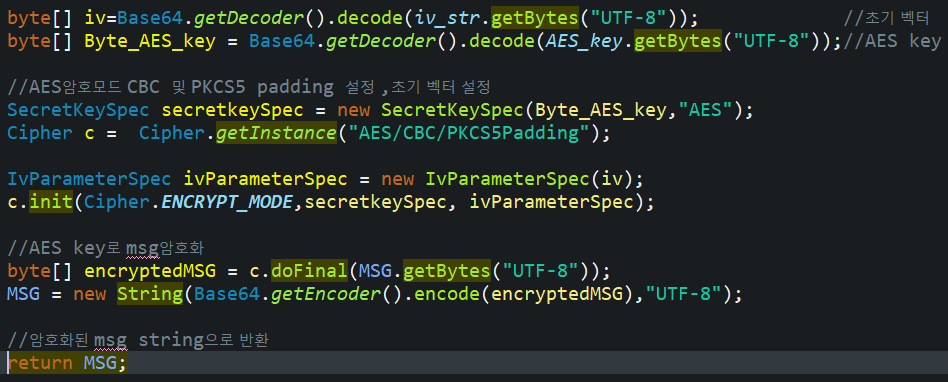 byte[] iv=Base64.getDecoder().decode(iv_str.getBytes("UTF-8")); //초기 벡터
byte[] Byte_AES_key = Base64.getDecoder().decode(AES_key.getBytes("UTF-8"));//AES key
//AES암호모드 CBC 및 PKCS5 padding 설정 ,초기 벡터 설정
SecretKeySpec secretkeySpec = new SecretKeySpec(Byte_AES_key,"AES");
Cipher c = Cipher.getInstance("AES/CBC/PKCS5Padding");
IvParameterSpec ivParameterSpec = new IvParameterSpec(iv);
c.init(Cipher.ENCRYPT_MODE,secretkeySpec, ivParameterSpec);
//AES key로 msg암호화
byte[] encryptedMSG = c.doFinal(MSG.getBytes("UTF-8"));
MSG = new String(Base64.getEncoder().encode(encryptedMSG),"UTF-8");
//암호화된 msg string으로 반환
return MSG;